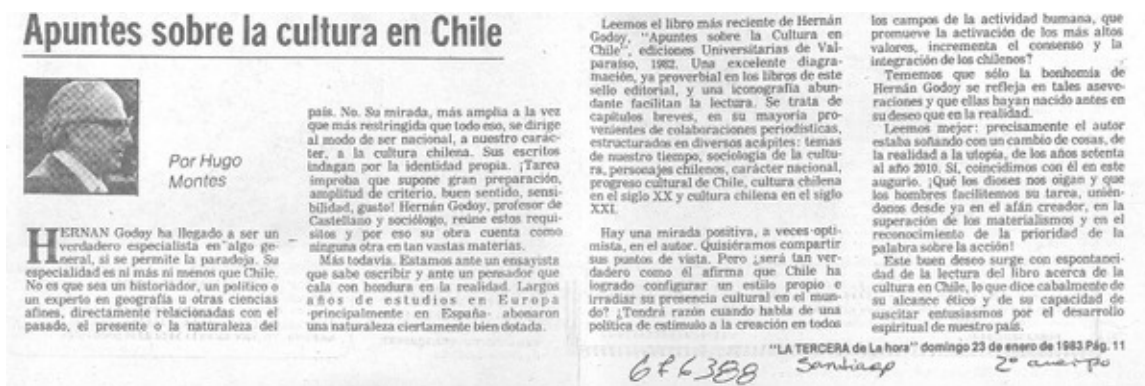 Apuntes sobre la cultura en Chile
Por Hugo
Montes
HERNAN Godoy ha llegado a ser un
verdadero especialista en algo ge-
neral, si se permite la paradoja. Su
especialidad es ni más ni menos que Chile.
No es que sea un historiador, un político o
un experto en geografía u otras ciencias
afines, directamente relacionadas con el
pasado, el presente o la naturaleza del
país. No. Su mirada, más amplia a la vez
que más restringida que todo eso, se dirige
al modo de ser nacional, a nuestro carác-
ter, a la cultura chilena. Sus escritos
indagan por la identidad propia. ¡Tarea
ímproba que supone gran preparación,
amplitud de criterio, buen sentido, sensi-
bilidad, gusto! Hernán Godoy, profesor de
Castellano y sociólogo, reúne estos requi-
sitos y por eso su obra cuenta como
ninguna otra en tan vastas materias.
Más todavía. Estamos ante un ensayista
que sabe escribir y ante un pensador que
cala con hondura en la realidad. Largos
años de estudios en Europa
-principalmente en España- abonaron
una naturaleza ciertamente bien dotada.
Leemos el libro más reciente de Hernán
Godoy, "Apuntes sobre la Cultura en
Chile", ediciones Universitarias de Val-
paraíso, 1982. Una excelente diagra-
mación, ya proverbial en los libros de este
sello editorial, y una iconografía abun-
dante facilitan la lectura. Se trata de
capítulos breves, en su mayoría pro-
venientes de colaboraciones periodísticas,
estructurados en diversos acápites: temas
de nuestro tiempo, sociología de la cultu-
ra, personajes chilenos, carácter nacional,
progreso cultural de Chile, cultura chilena
en el siglo XX y cultura chilena en el siglo
XXI.
Hay una mirada positiva, a veces opti-
mista, en el autor. Quisiéramos compartir
sus puntos de vista. Pero ¿será tan ver-
dadero como él afirma que Chile ha
logrado configurar un estilo propio e
irradiar su presencia cultural en el mun-
do? ¿Tendrá razón cuando habla de una
política de estímulo a la creación en todos
los campos de la actividad humana, que
promueve la activación de los más altos
valores, incrementa el consenso y la
integración de los chilenos?
Tememos que sólo la bonhomía de
Hernán Godoy se refleja en tales aseve-
raciones y que ellas hayan nacido antes en
su deseo que en la realidad.
Leemos mejor: precisamente el autor
estaba soñando con un cambio de cosas, de
la realidad a la utopía, de los años setenta
al año 2010. Sí, coincidimos con él en este
augurio. ¡Qué los dioses nos oigan y que
los hombres facilitemos su tarea, unién-
donos desde ya en el afán creador, en la
superación de los materialismos y en el
reconocimiento de la prioridad de la
palabra sobre la acción!
Este buen deseo surge con espontanei-
dad de la lectura del libro acerca de la
cultura en Chile, lo que dice cabalmente de
su alcance ético y de su capacidad de
suscitar entusiasmos por el desarrollo
espiritual de nuestro país.
"LA TERCERA de La hora" domingo 23 de enero de 1983 Pág. 11
676388 Santiago 2º cuerpo